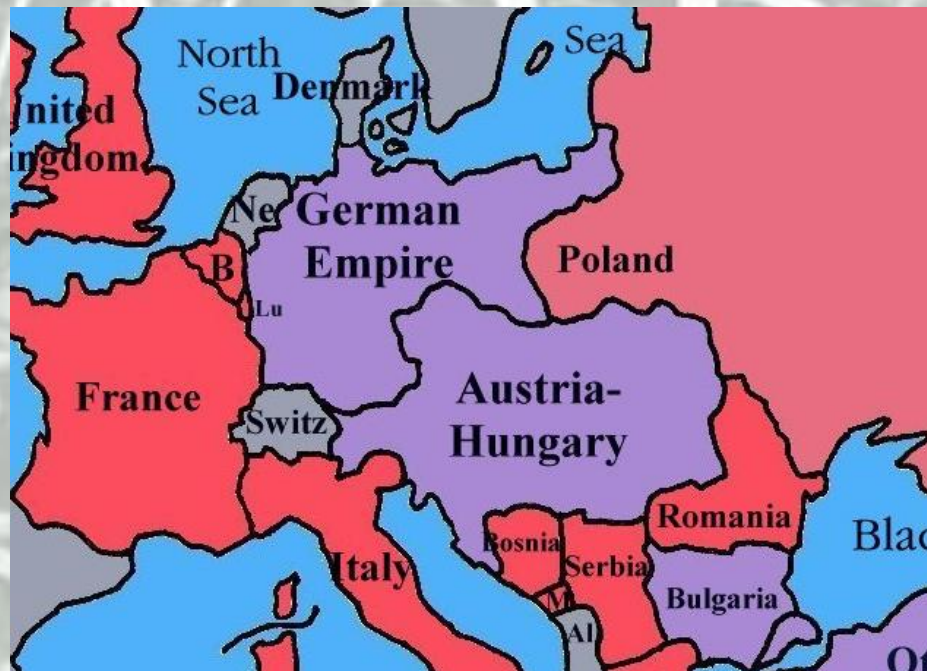 North
Sea
Sea
Denmark
nited
ingdom
Ne
German
Empire
B
Lu
Poland
France
Switz
Austria-
Hungary
Italy
Bosnia
Serbia
Romania
Blac
M
Al
Bulgaria
Ot